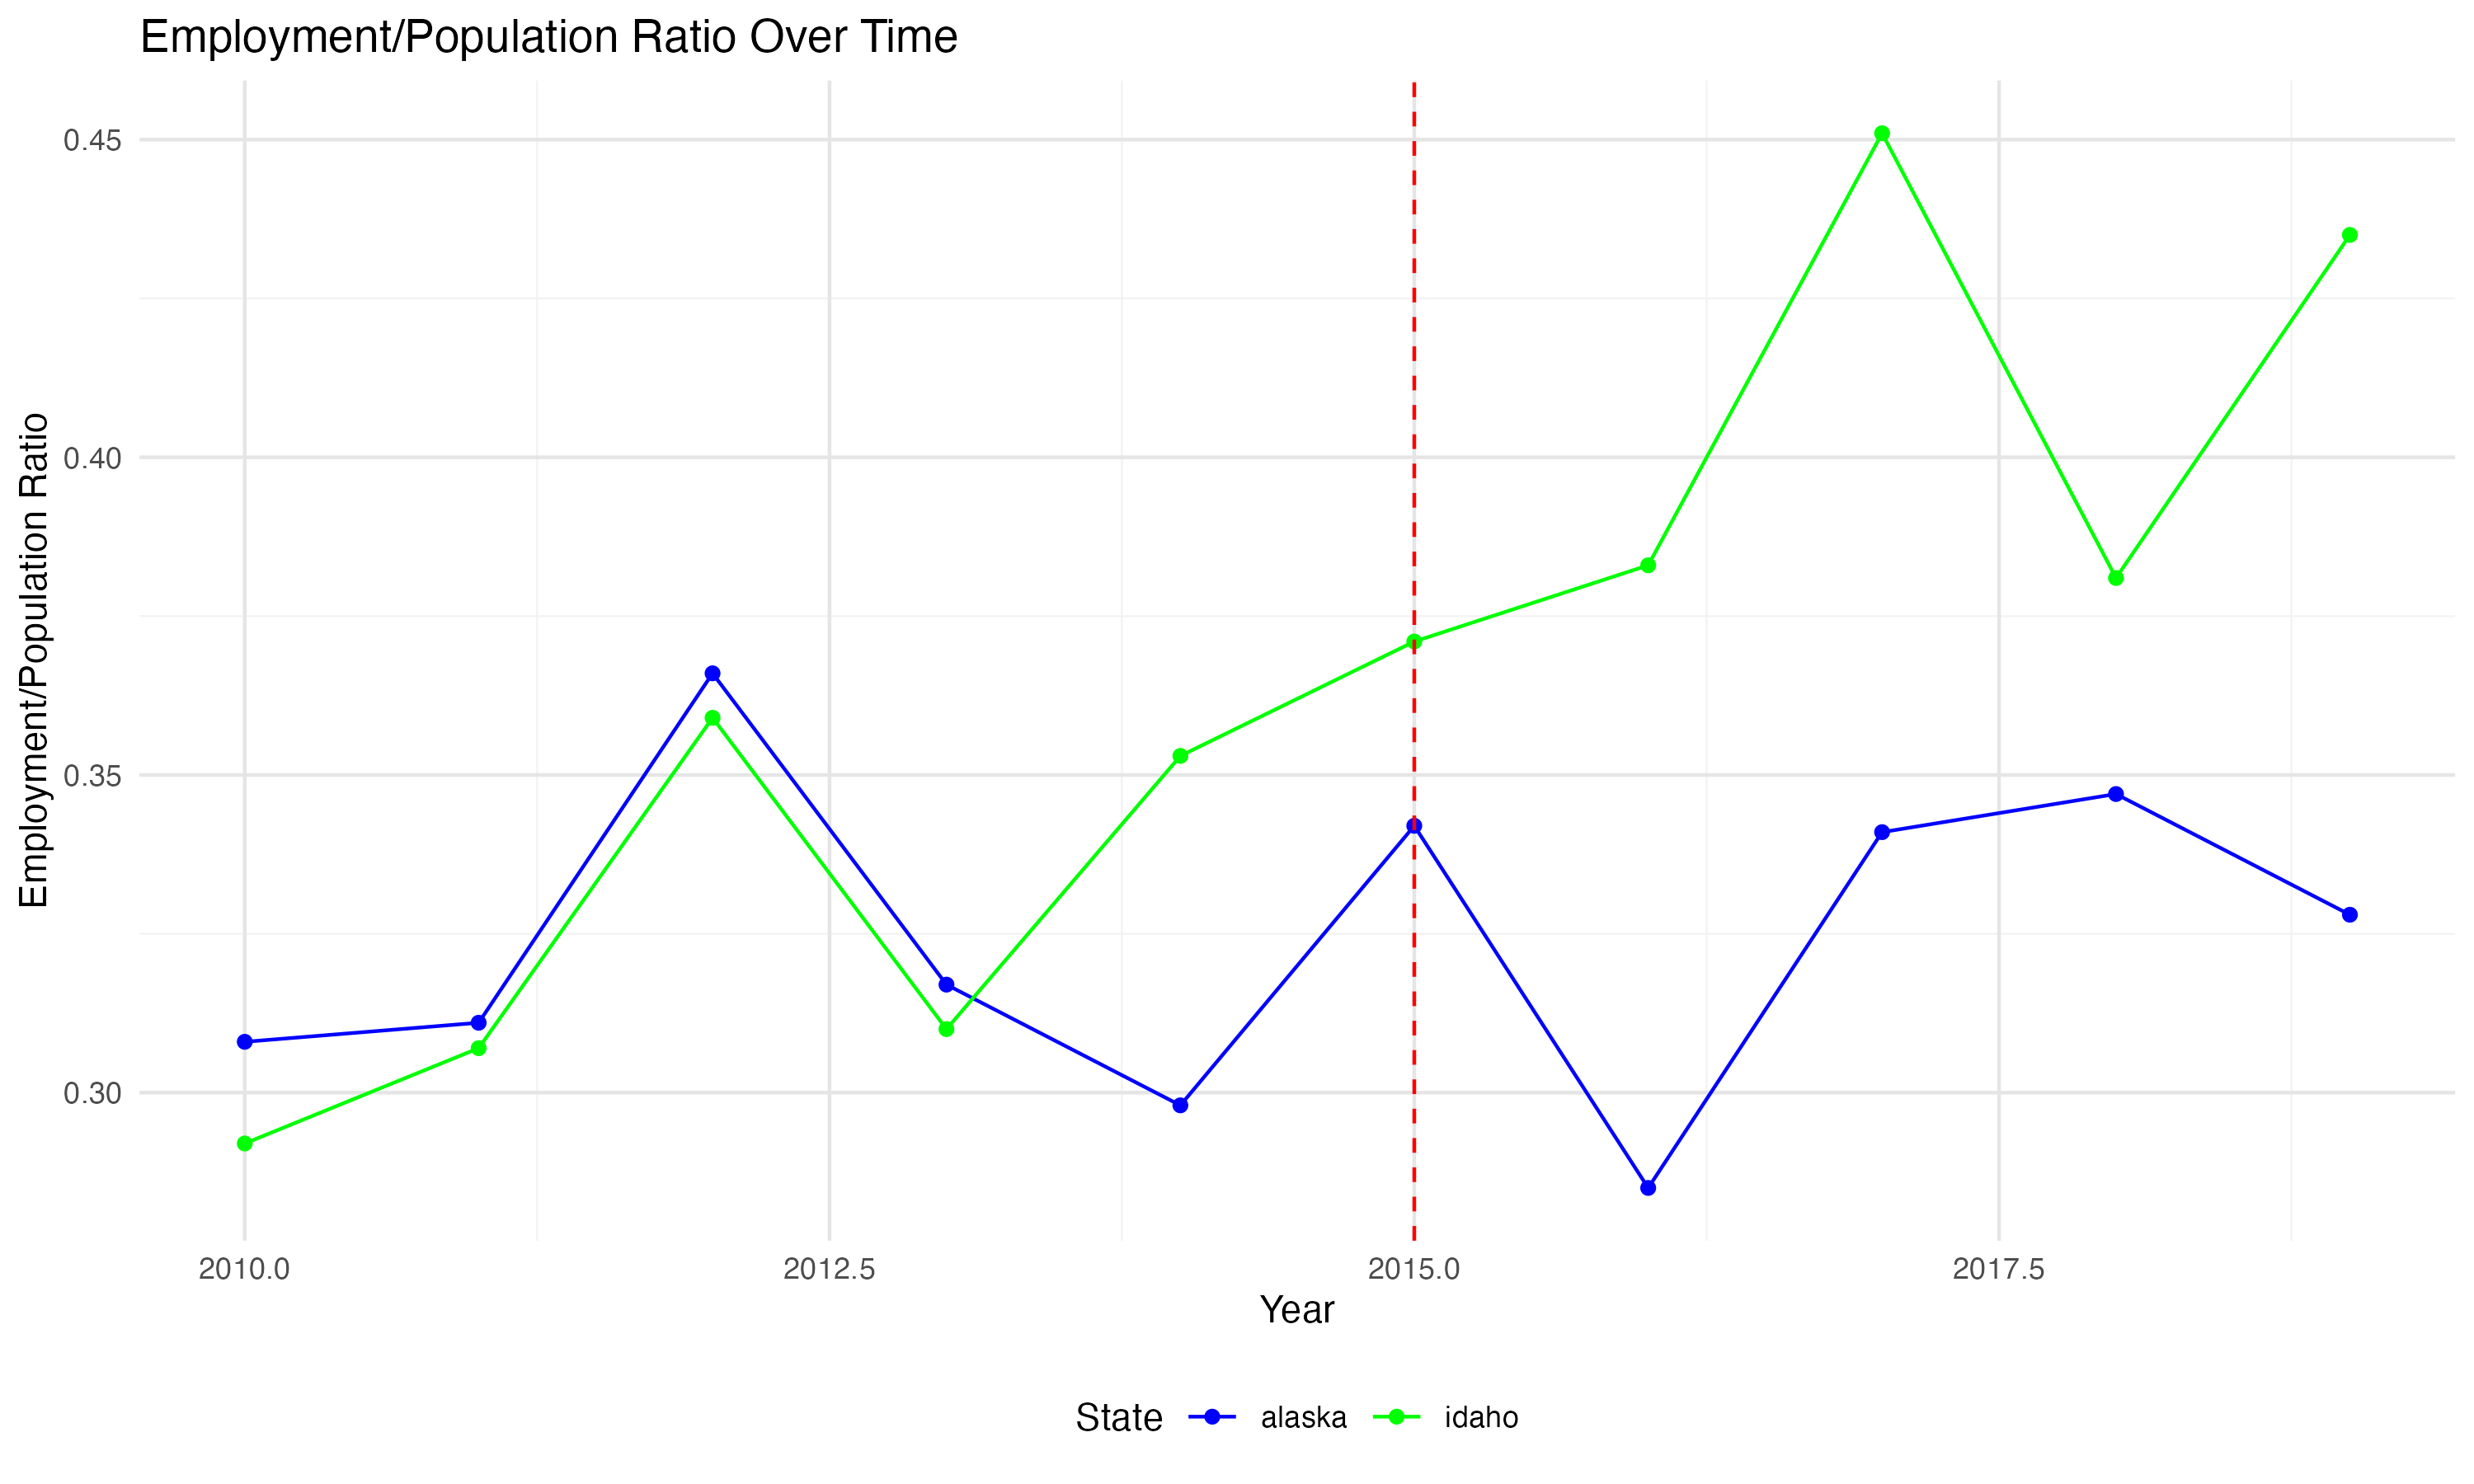 Employment/Population Ratio Over Time
Employment/Population Ratio
0.45
0.40
0.35
0.30
2010.0 2012.5 2015.0 2017.5
Year
State alaska idaho